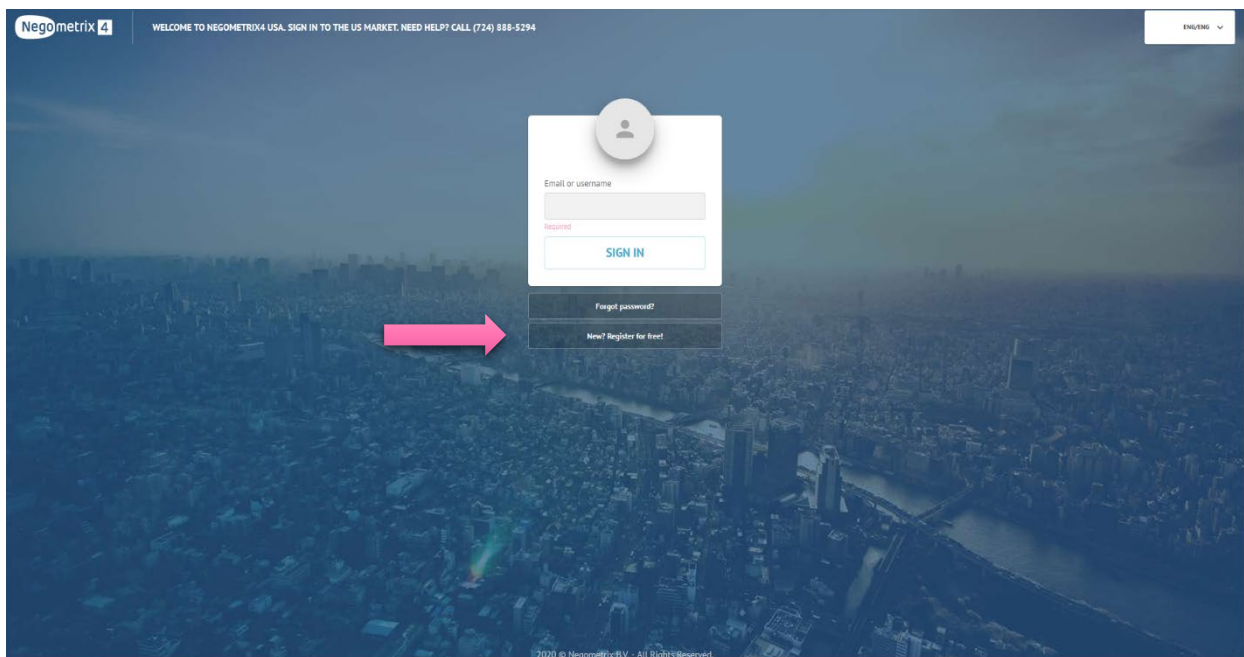 Negometrix 4
WELCOME TO NEGOMETRIX4 USA. SIGN IN TO THE US MARKET. NEED HELP? CALL (724) 888-5294
ENG/ENG
Email or username
Required
SIGN IN
Forgot password?
New? Register for free!
2020 © Negometrix B.V. - All Rights Reserved.